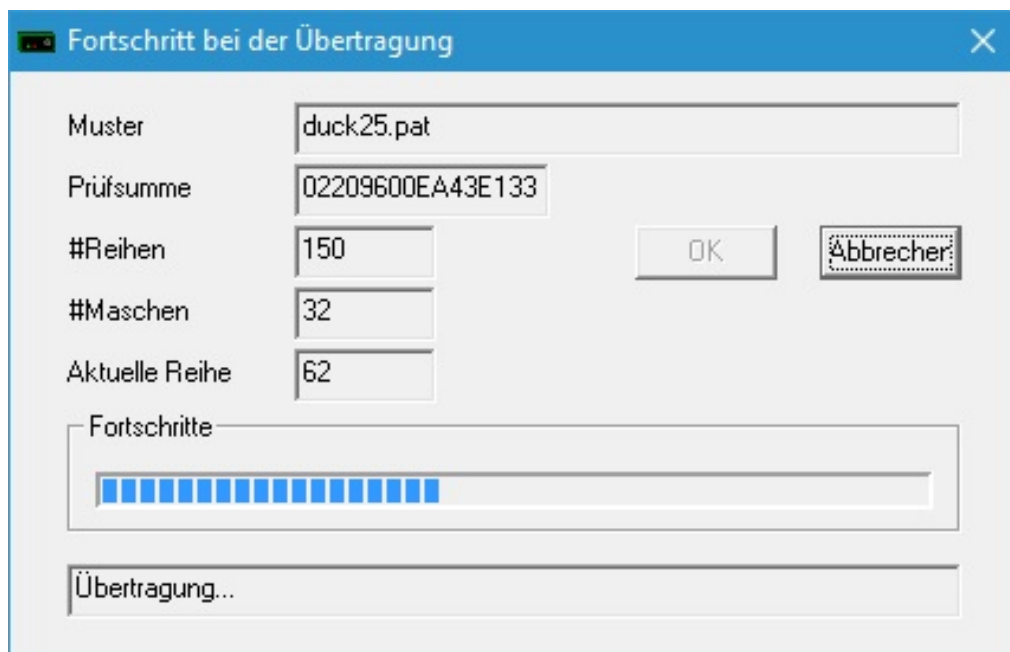 Fortschritt bei der Übertragung
Muster duck25.pat
Prüfsumme 02209600EA43E133
#Reihen 150 OK Abbrecher
#Maschen 32
Aktuelle Reihe 62
Fortschritte
Übertragung...